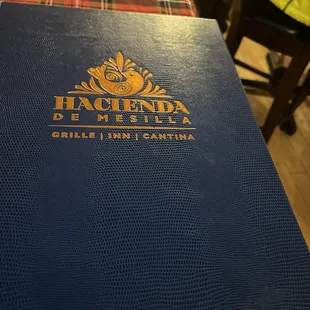 HACIENDA
DE MESILLA
GRILLE | INN | CANTINA